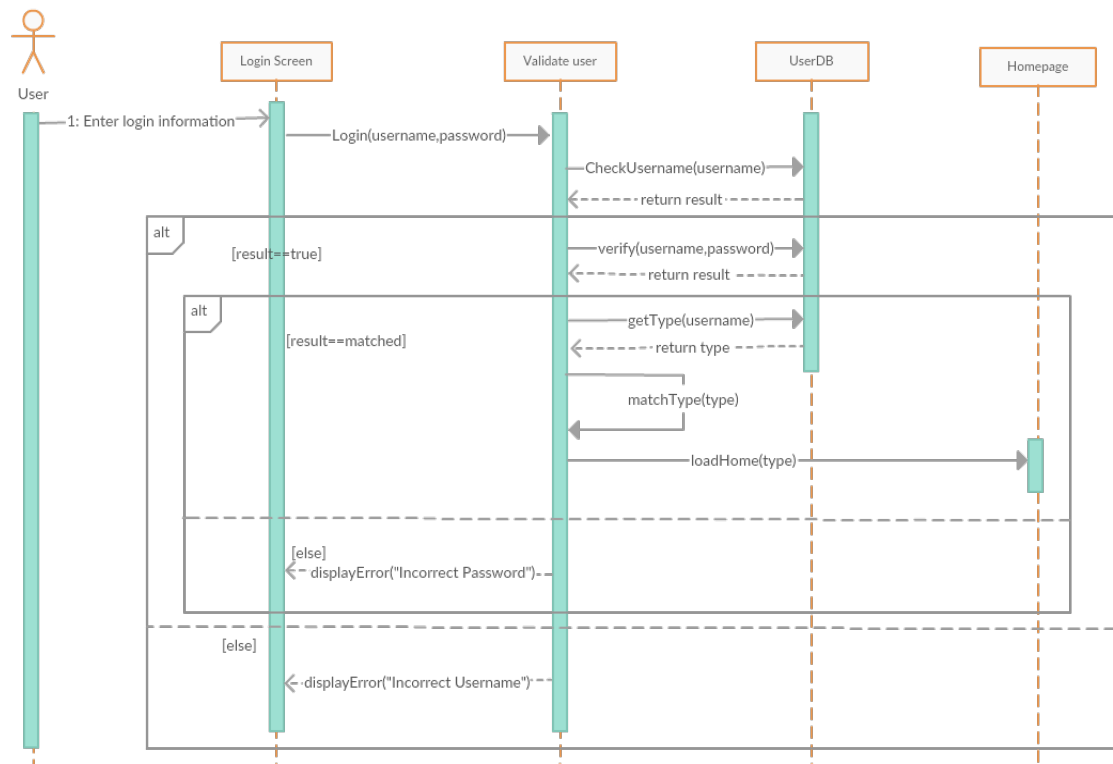 User
Login Screen
Validate user
UserDB
Homepage
1: Enter login information
Login(username,password)
CheckUsername(username)
return result
alt
[result==true]
verify(username,password)
return result
alt
getType(username)
[result==matched]
return type
matchType(type)
loadHome(type)
[else]
displayError("Incorrect Password")
[else]
displayError("Incorrect Username")